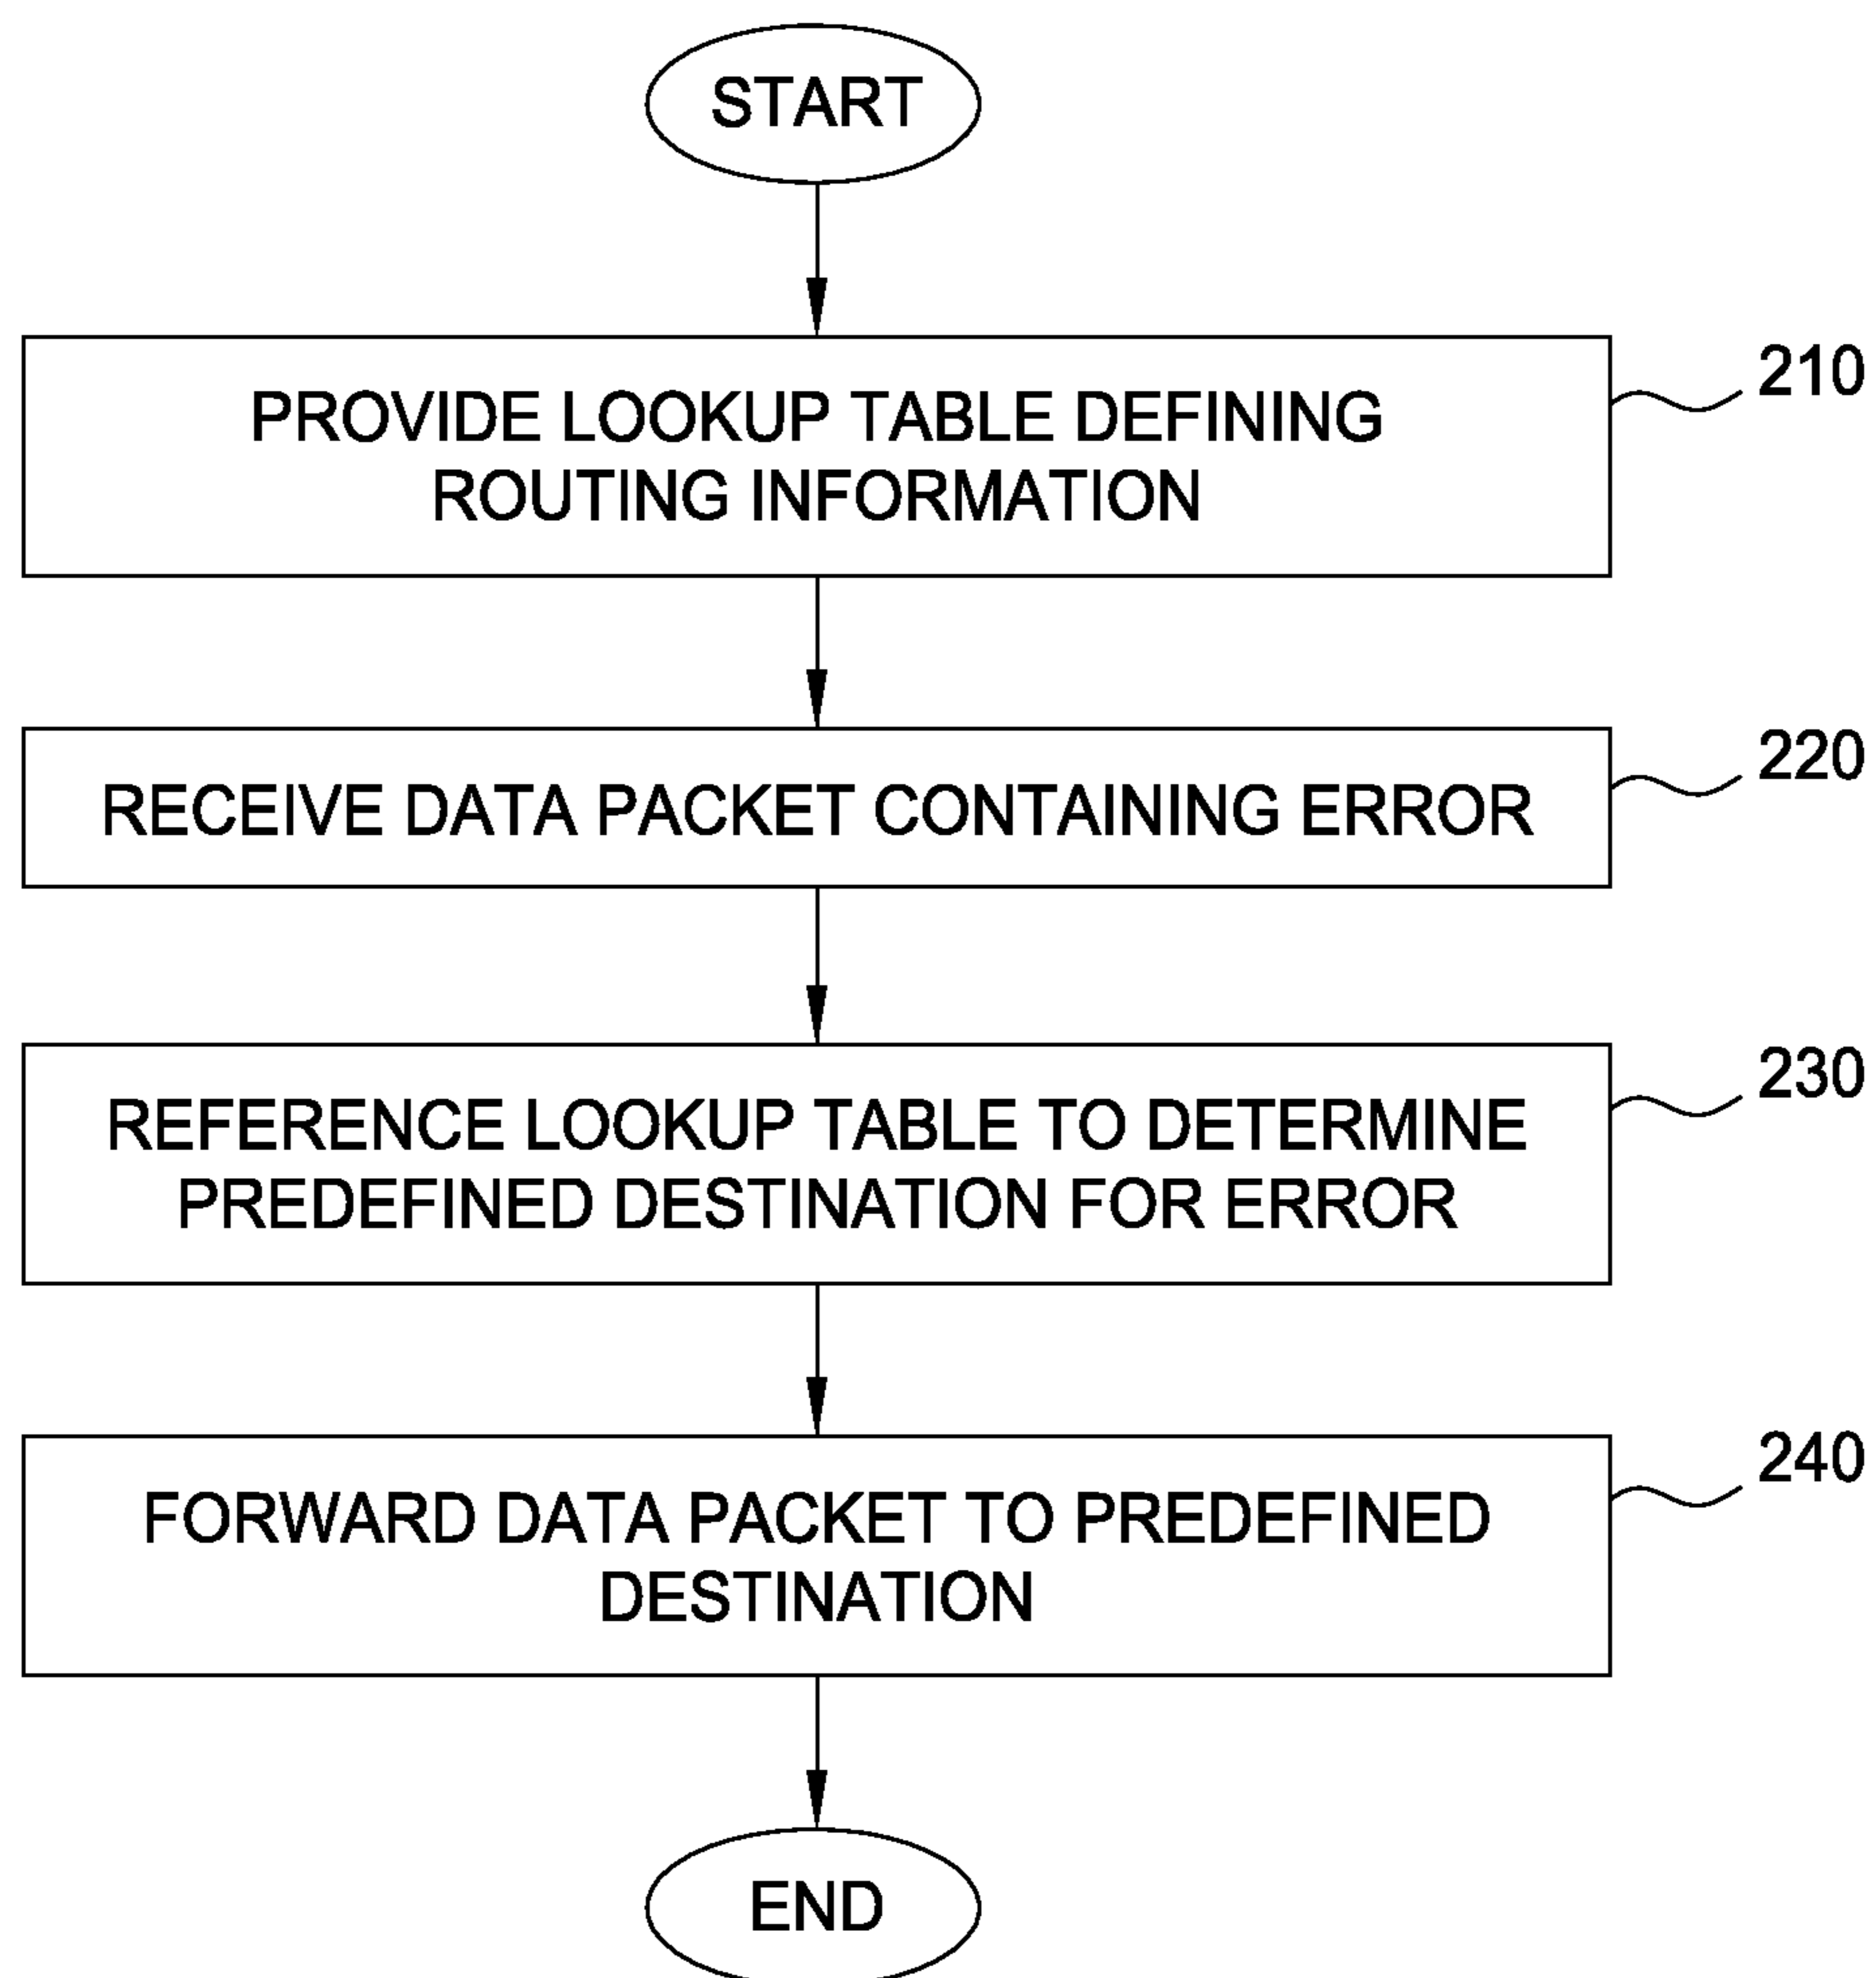 START
PROVIDE LOOKUP TABLE DEFINING
ROUTING INFORMATION
210
RECEIVE DATA PACKET CONTAINING ERROR
220
REFERENCE LOOKUP TABLE TO DETERMINE
PREDEFINED DESTINATION FOR ERROR
230
FORWARD DATA PACKET TO PREDEFINED
DESTINATION
240
END